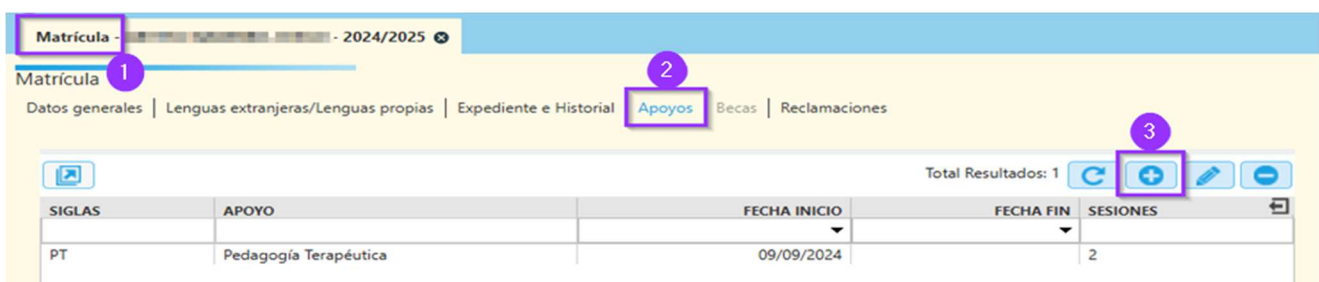 Matrícula - - 2024/2025
1
Matrícula
2
Datos generales | Lenguas extranjeras/Lenguas propias | Expediente e Historial Apoyos Becas | Reclamaciones
3
Total Resultados: 1
SIGLAS APOYO FECHA INICIO FECHA FIN SESIONES
PT Pedagogía Terapéutica 09/09/2024 2